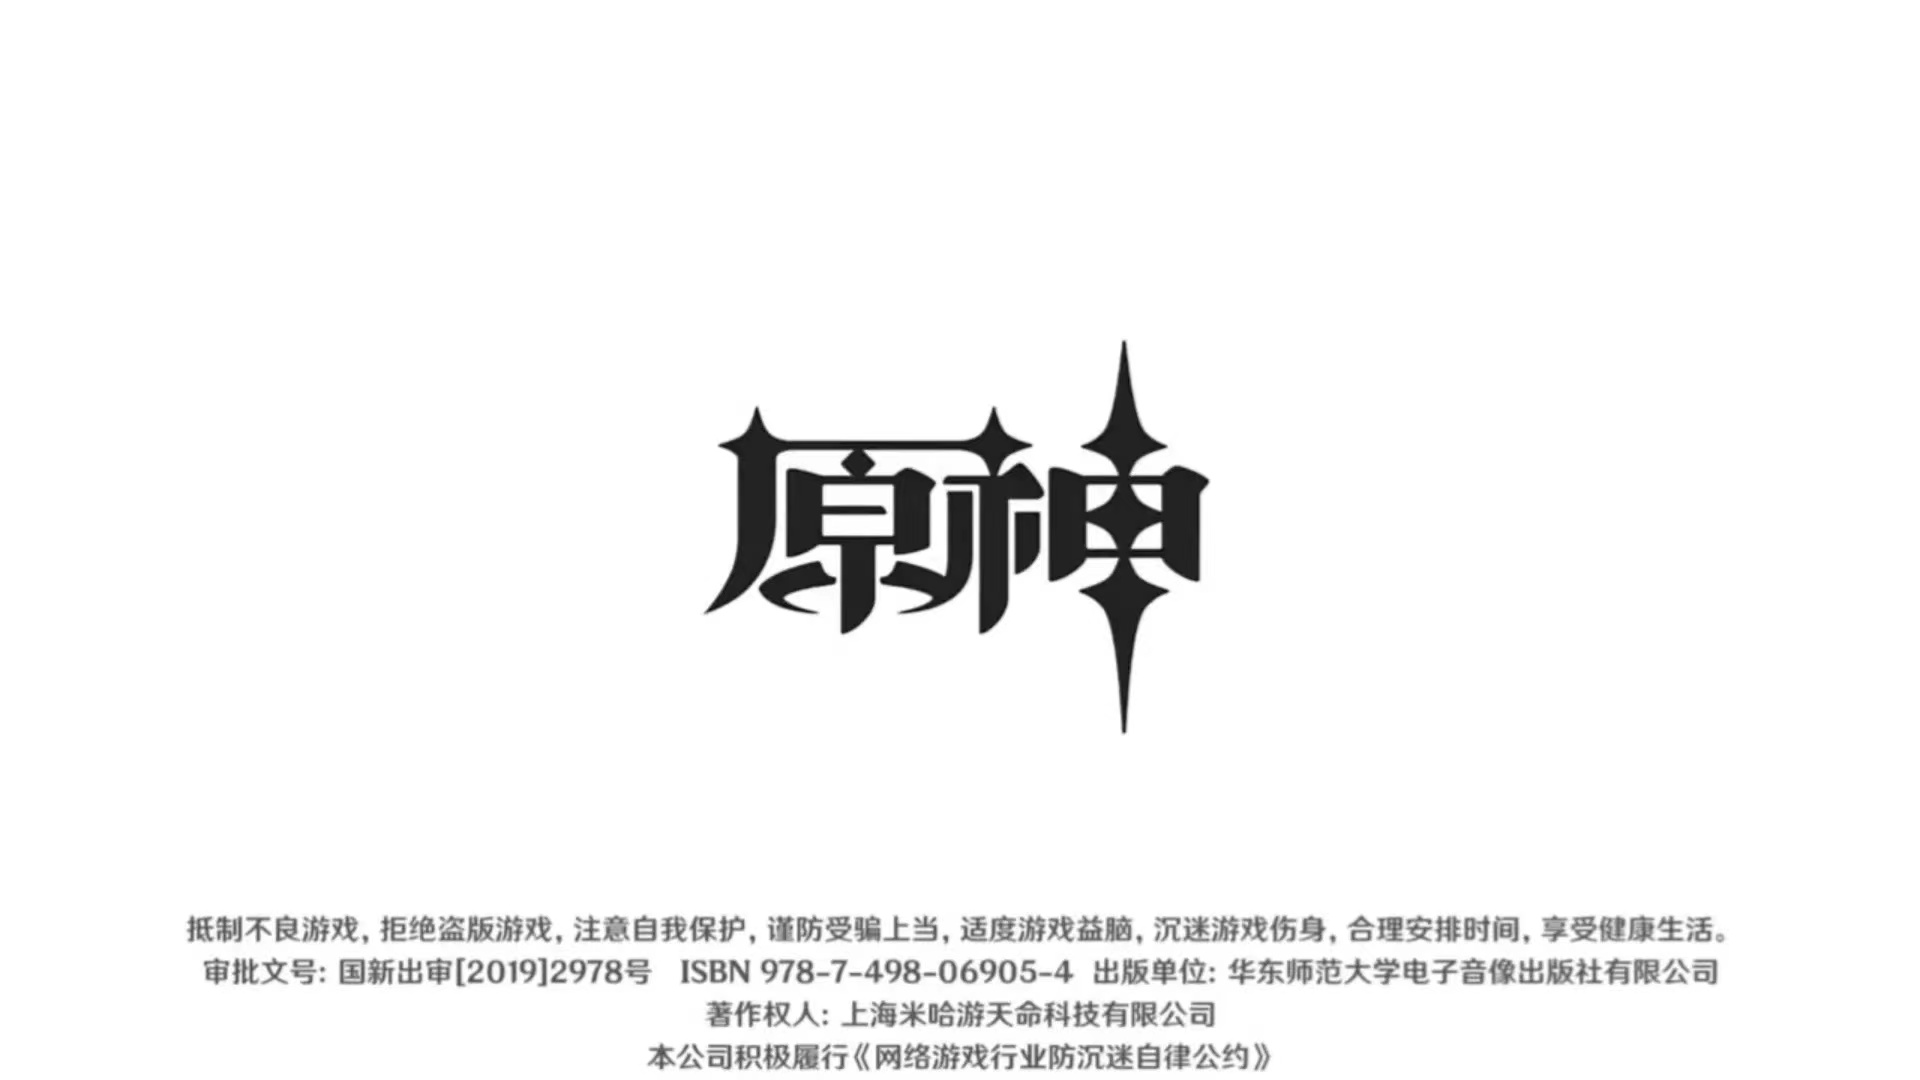 原神
抵制不良游戏, 拒绝盗版游戏, 注意自我保护, 谨防受骗上当, 适度游戏益脑, 沉迷游戏伤身, 合理安排时间, 享受健康生活。
审批文号: 国新出审[2019]2978号 ISBN 978-7-498-06905-4 出版单位: 华东师范大学电子音像出版社有限公司
著作权人: 上海米哈游天命科技有限公司
本公司积极履行《网络游戏行业防沉迷自律公约》